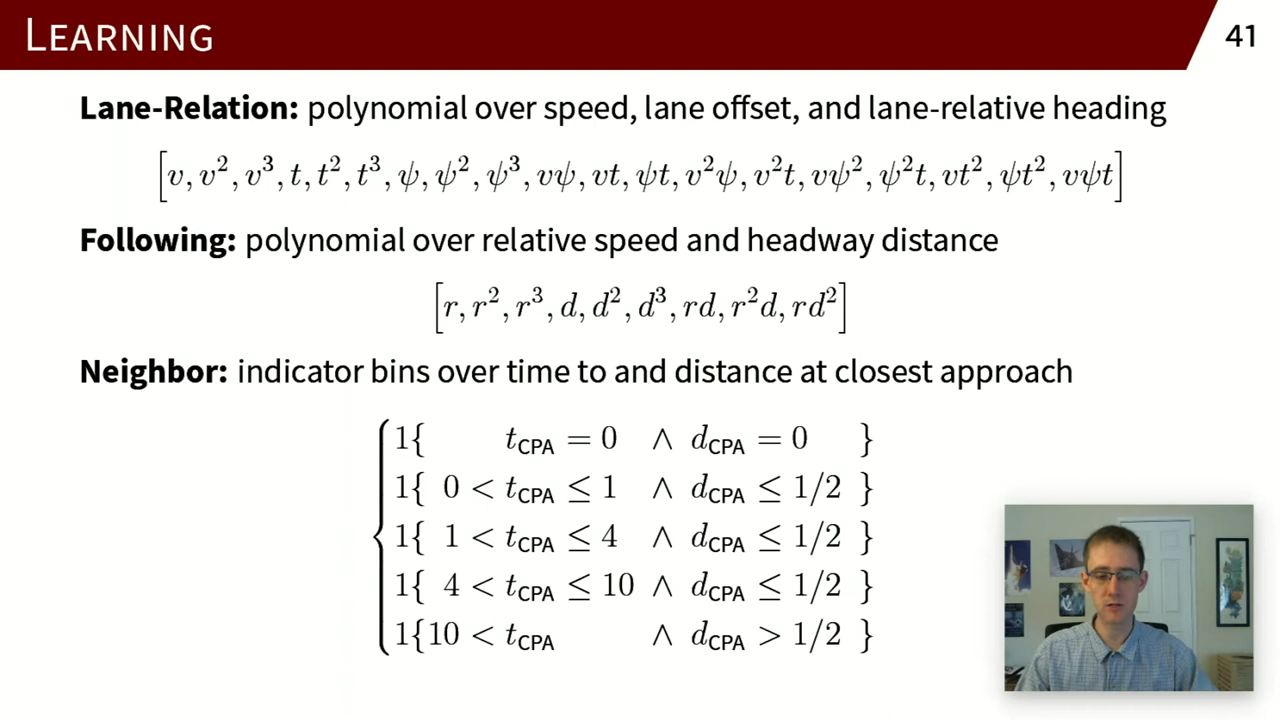 LEARNING
41
Lane-Relation: polynomial over speed, lane offset, and lane-relative heading
[v, v², v³, t, t², t³, ψ, ψ², ψ³, vψ, vt, ψt, v²ψ, v²t, vψ², ψ²t, vt², ψt², vψt]
Following: polynomial over relative speed and headway distance
[r, r², r³, d, d², d³, rd, r²d, rd²]
Neighbor: indicator bins over time to and distance at closest approach
1{ t_CPA = 0 ∧ d_CPA = 0 }
1{ 0 < t_CPA ≤ 1 ∧ d_CPA ≤ 1/2 }
1{ 1 < t_CPA ≤ 4 ∧ d_CPA ≤ 1/2 }
1{ 4 < t_CPA ≤ 10 ∧ d_CPA ≤ 1/2 }
1{10 < t_CPA ∧ d_CPA > 1/2 }